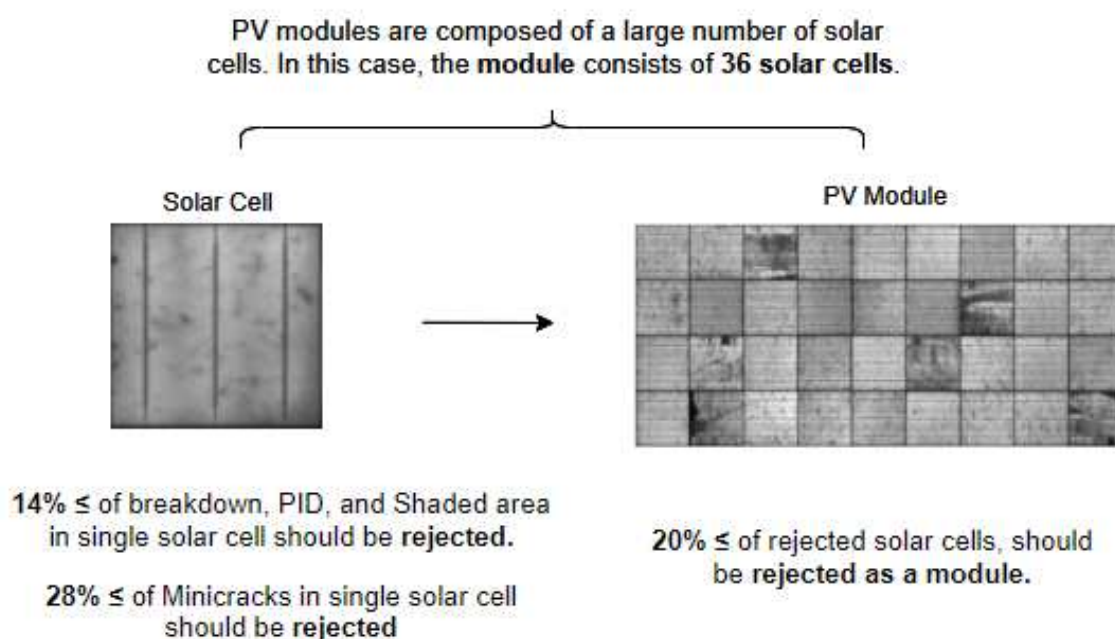 PV modules are composed of a large number of solar
cells. In this case, the module consists of 36 solar cells.
Solar Cell
PV Module
14% ≤ of breakdown, PID, and Shaded area
in single solar cell should be rejected.
28% ≤ of Minicracks in single solar cell
should be rejected
20% ≤ of rejected solar cells, should
be rejected as a module.